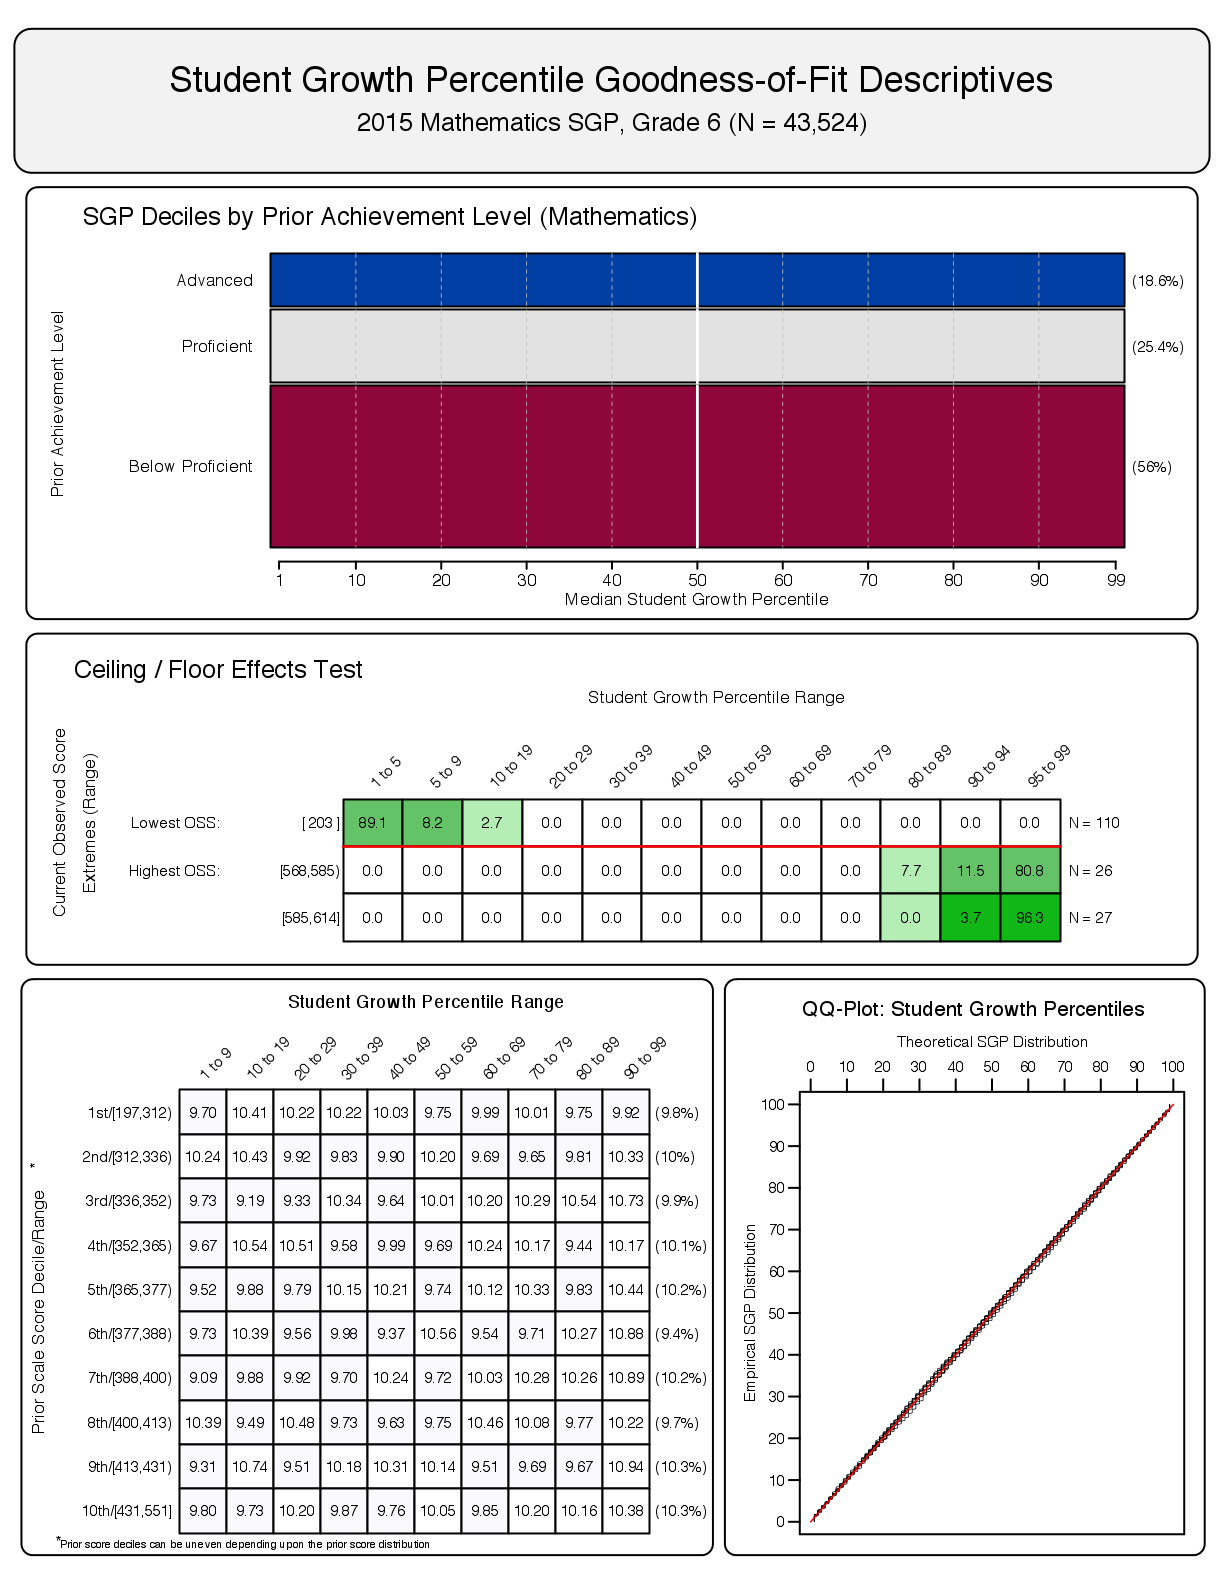 Student Growth Percentile Goodness-of-Fit Descriptives
2015 Mathematics SGP, Grade 6 (N = 43,524)
SGP Deciles by Prior Achievement Level (Mathematics)
Prior Achievement Level
Advanced (18.6%)
Proficient (25.4%)
Below Proficient (56%)
1 10 20 30 40 50 60 70 80 90 99
Median Student Growth Percentile
Ceiling / Floor Effects Test
Student Growth Percentile Range
Current Observed Score
Extremes (Range)
1 to 5 5 to 9 10 to 19 20 to 29 30 to 39 40 to 49 50 to 59 60 to 69 70 to 79 80 to 89 90 to 94 95 to 99
Lowest OSS: [ 203 ] 89.1 8.2 2.7 0.0 0.0 0.0 0.0 0.0 0.0 0.0 0.0 0.0 N = 110
Highest OSS: [568,585) 0.0 0.0 0.0 0.0 0.0 0.0 0.0 0.0 0.0 7.7 11.5 80.8 N = 26
[585,614] 0.0 0.0 0.0 0.0 0.0 0.0 0.0 0.0 0.0 0.0 3.7 96.3 N = 27
Student Growth Percentile Range
Prior Scale Score Decile/Range *
1 to 9 10 to 19 20 to 29 30 to 39 40 to 49 50 to 59 60 to 69 70 to 79 80 to 89 90 to 99
1st/[197,312) 9.70 10.41 10.22 10.22 10.03 9.75 9.99 10.01 9.75 9.92 (9.8%)
2nd/[312,336) 10.24 10.43 9.92 9.83 9.90 10.20 9.69 9.65 9.81 10.33 (10%)
3rd/[336,352) 9.73 9.19 9.33 10.34 9.64 10.01 10.20 10.29 10.54 10.73 (9.9%)
4th/[352,365) 9.67 10.54 10.51 9.58 9.99 9.69 10.24 10.17 9.44 10.17 (10.1%)
5th/[365,377) 9.52 9.88 9.79 10.15 10.21 9.74 10.12 10.33 9.83 10.44 (10.2%)
6th/[377,388) 9.73 10.39 9.56 9.98 9.37 10.56 9.54 9.71 10.27 10.88 (9.4%)
7th/[388,400) 9.09 9.88 9.92 9.70 10.24 9.72 10.03 10.28 10.26 10.89 (10.2%)
8th/[400,413) 10.39 9.49 10.48 9.73 9.63 9.75 10.46 10.08 9.77 10.22 (9.7%)
9th/[413,431) 9.31 10.74 9.51 10.18 10.31 10.14 9.51 9.69 9.67 10.94 (10.3%)
10th/[431,551] 9.80 9.73 10.20 9.87 9.76 10.05 9.85 10.20 10.16 10.38 (10.3%)
*Prior score deciles can be uneven depending upon the prior score distribution
QQ-Plot: Student Growth Percentiles
Theoretical SGP Distribution
0 10 20 30 40 50 60 70 80 90 100
Empirical SGP Distribution
100
90
80
70
60
50
40
30
20
10
0